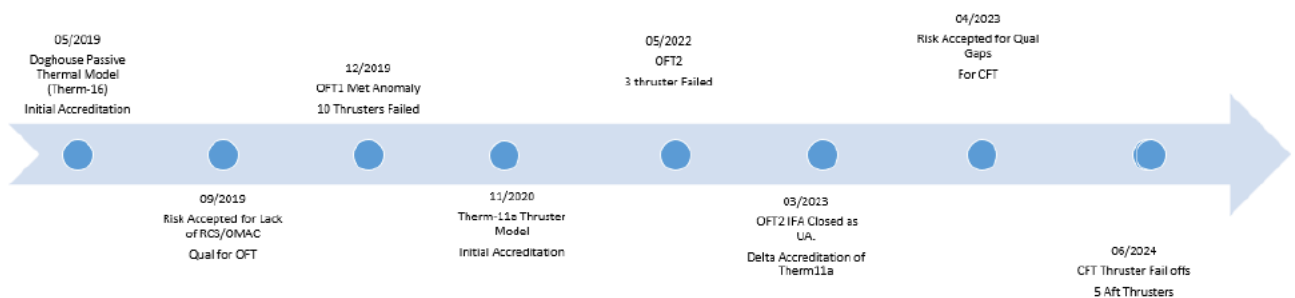 05/2019
Doghouse Passive
Thermal Model
(Therm-16)
Initial Accreditation
09/2019
Risk Accepted for Lack
of RCS/OMAC
Qual for OFT
12/2019
OFT1 Met Anomaly
10 Thrusters Failed
11/2020
Therm-11a Thruster
Model
Initial Accreditation
05/2022
OFT2
3 thruster Failed
03/2023
OFT2 IFA Closed as
UA.
Delta Accreditation of
Therm11a
04/2023
Risk Accepted for Qual
Gaps
For CFT
06/2024
CFT Thruster Fail offs
5 Aft Thrusters